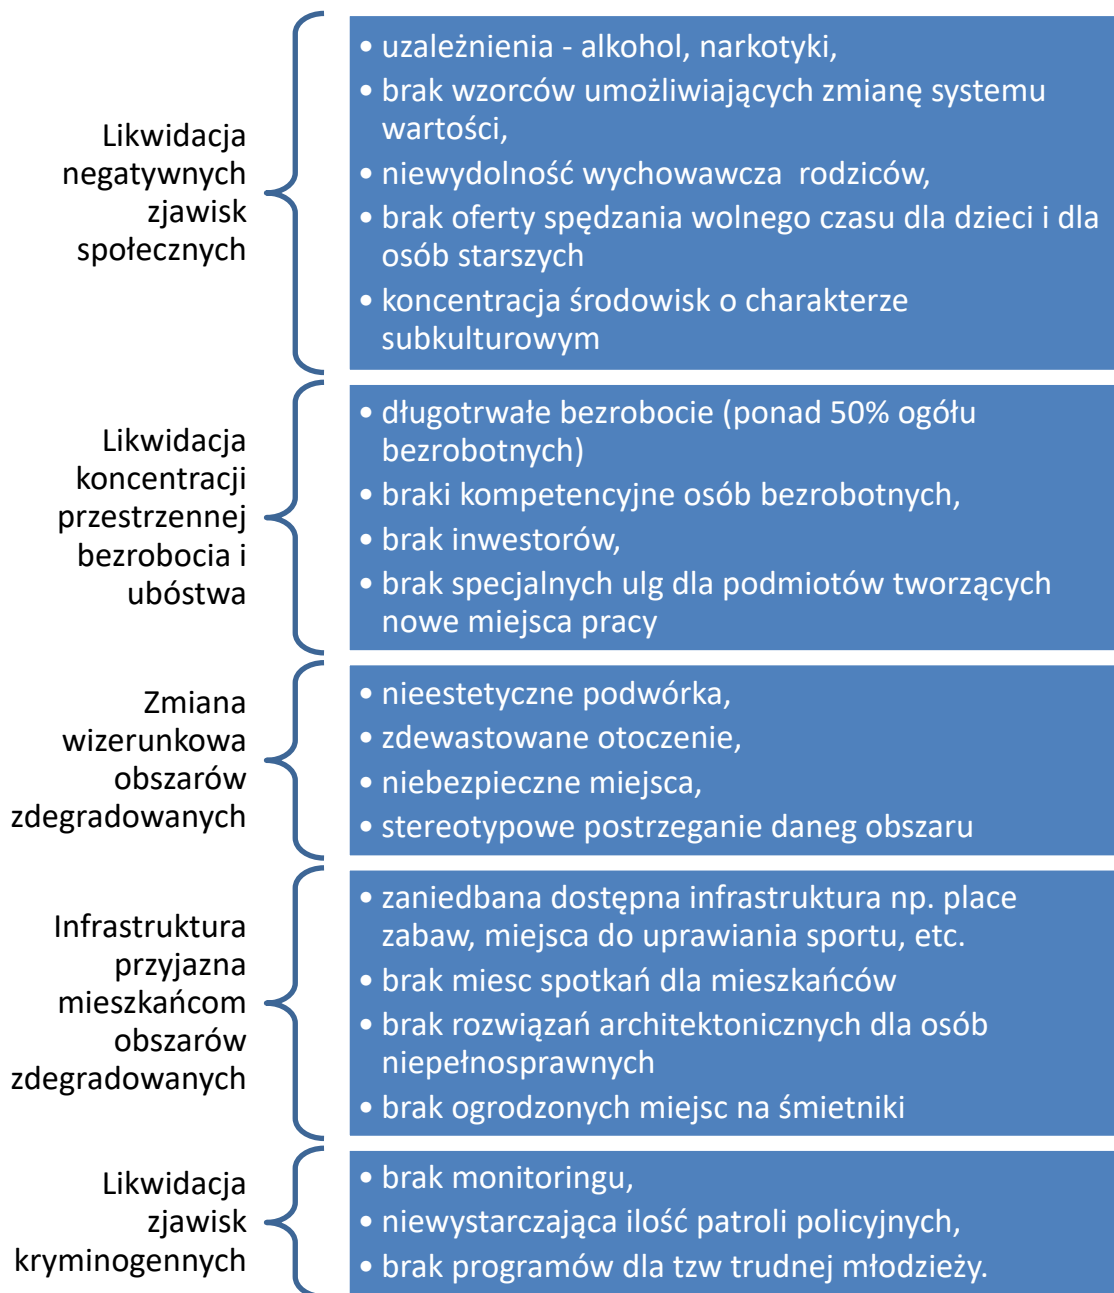 Likwidacja
negatywnych
zjawisk
społecznych
• uzależnienia - alkohol, narkotyki,
• brak wzorców umożliwiających zmianę systemu
wartości,
• niewydolność wychowawcza  rodziców,
• brak oferty spędzania wolnego czasu dla dzieci i dla
osób starszych
• koncentracja środowisk o charakterze
subkulturowym
Likwidacja
koncentracji
przestrzennej
bezrobocia i
ubóstwa
• długotrwałe bezrobocie (ponad 50% ogółu
bezrobotnych)
• braki kompetencyjne osób bezrobotnych,
• brak inwestorów,
• brak specjalnych ulg dla podmiotów tworzących
nowe miejsca pracy
Zmiana
wizerunkowa
obszarów
zdegradowanych
• nieestetyczne podwórka,
• zdewastowane otoczenie,
• niebezpieczne miejsca,
• stereotypowe postrzeganie daneg obszaru
Infrastruktura
przyjazna
mieszkańcom
obszarów
zdegradowanych
• zaniedbana dostępna infrastruktura np. place
zabaw, miejsca do uprawiania sportu, etc.
• brak miesc spotkań dla mieszkańców
• brak rozwiązań architektonicznych dla osób
niepełnosprawnych
• brak ogrodzonych miejsc na śmietniki
Likwidacja
zjawisk
kryminogennych
• brak monitoringu,
• niewystarczająca ilość patroli policyjnych,
• brak programów dla tzw trudnej młodzieży.